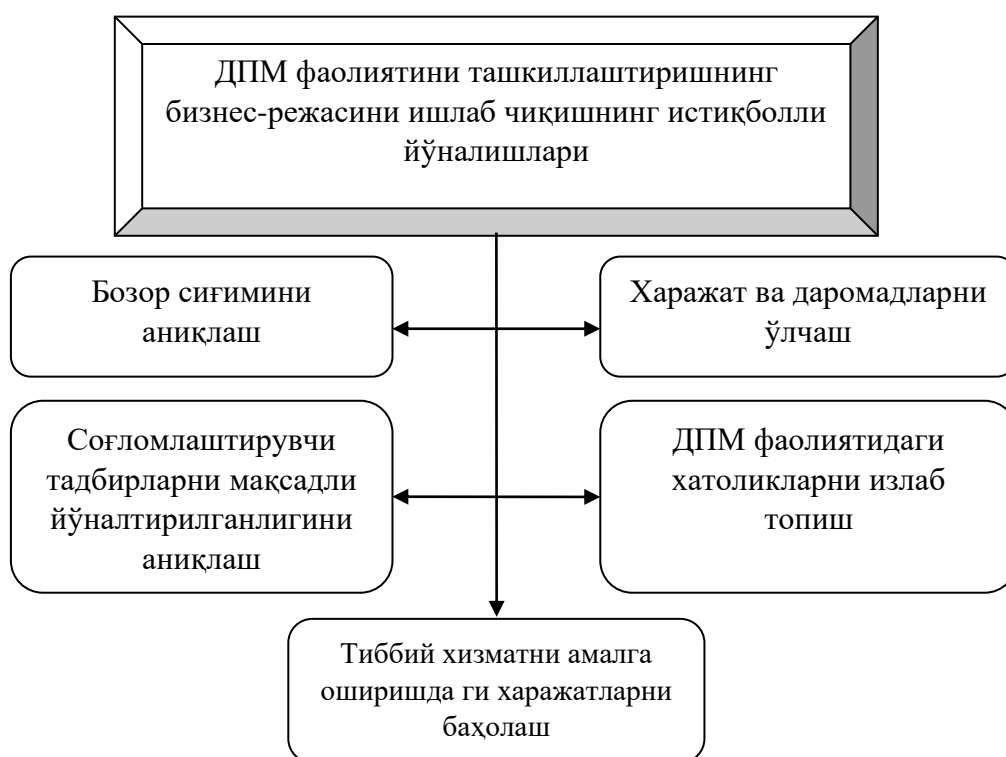 ДПМ фаолиятини ташкиллаштиришнинг
бизнес-режасини ишлаб чиқишнинг истиқболли
йўналишлари
Бозор сиғимини
аниқлаш
Харажат ва даромадларни
ўлчаш
Соғломлаштирувчи
тадбирларни мақсадли
йўналтирилганлигини
аниқлаш
ДПМ фаолиятидаги
хатоликларни излаб
топиш
Тиббий хизматни амалга
оширишда ги харажатларни
баҳолаш